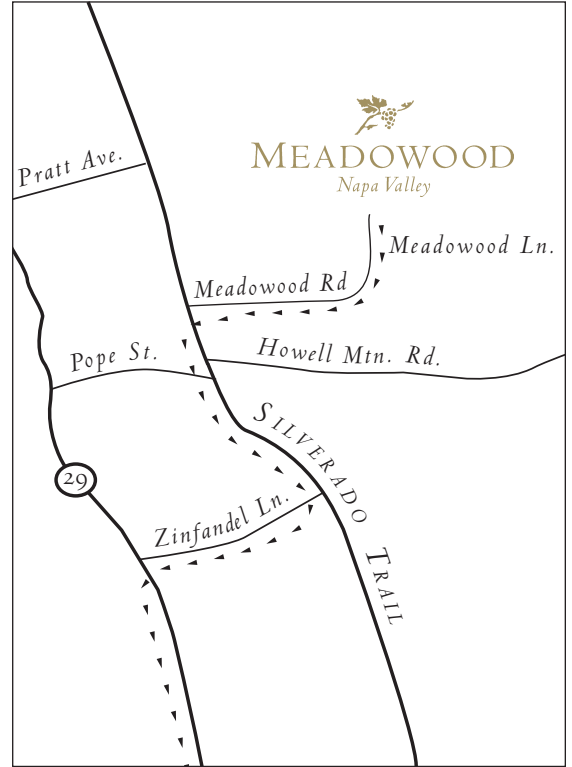 Pratt Ave.
MEADOWOOD
Napa Valley
Meadowood Ln.
Meadowood Rd
Pope St.
Howell Mtn. Rd.
SILVERADO TRAIL
29
Zinfandel Ln.